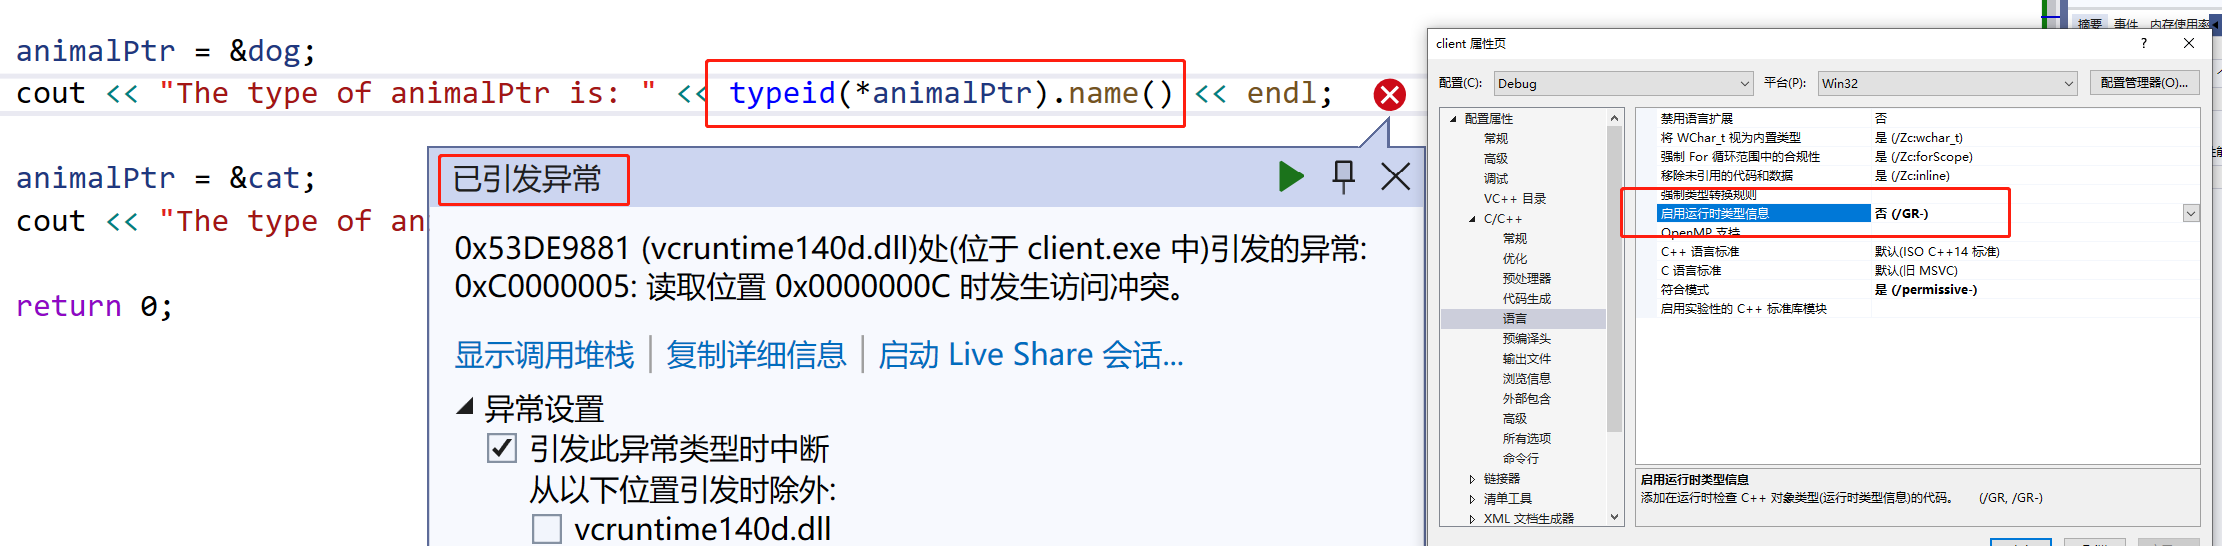 animalPtr = &dog;
cout << "The type of animalPtr is: " << typeid(*animalPtr).name() << endl;
animalPtr = &cat;
cout << "The type of an
return 0;
已引发异常
0x53DE9881 (vcruntime140d.dll)处(位于 client.exe 中)引发的异常:
0xC0000005: 读取位置 0x0000000C 时发生访问冲突。
显示调用堆栈 | 复制详细信息 | 启动 Live Share 会话...
异常设置
引发此异常类型时中断
从以下位置引发时除外:
vcruntime140d.dll
摘要 事件 内存使用率
client 属性页
配置(C): Debug 平台(P): Win32 配置管理器(O)...
配置属性
常规
高级
调试
VC++ 目录
C/C++
常规
优化
预处理器
代码生成
语言
预编译头
输出文件
浏览信息
外部包含
高级
所有选项
命令行
链接器
清单工具
XML 文档生成器
禁用语言扩展 否
将 WChar_t 视为内置类型 是 (/Zc:wchar_t)
强制 For 循环范围中的合规性 是 (/Zc:forScope)
移除未引用的代码和数据 是 (/Zc:inline)
强制类型转换规则
启用运行时类型信息 否 (/GR-)
OpenMP 支持
C++ 语言标准 默认(ISO C++14 标准)
C 语言标准 默认(旧 MSVC)
符合模式 是 (/permissive-)
启用实验性的 C++ 标准库模块
启用运行时类型信息
添加在运行时检查 C++ 对象类型(运行时类型信息)的代码。 (/GR, /GR-)